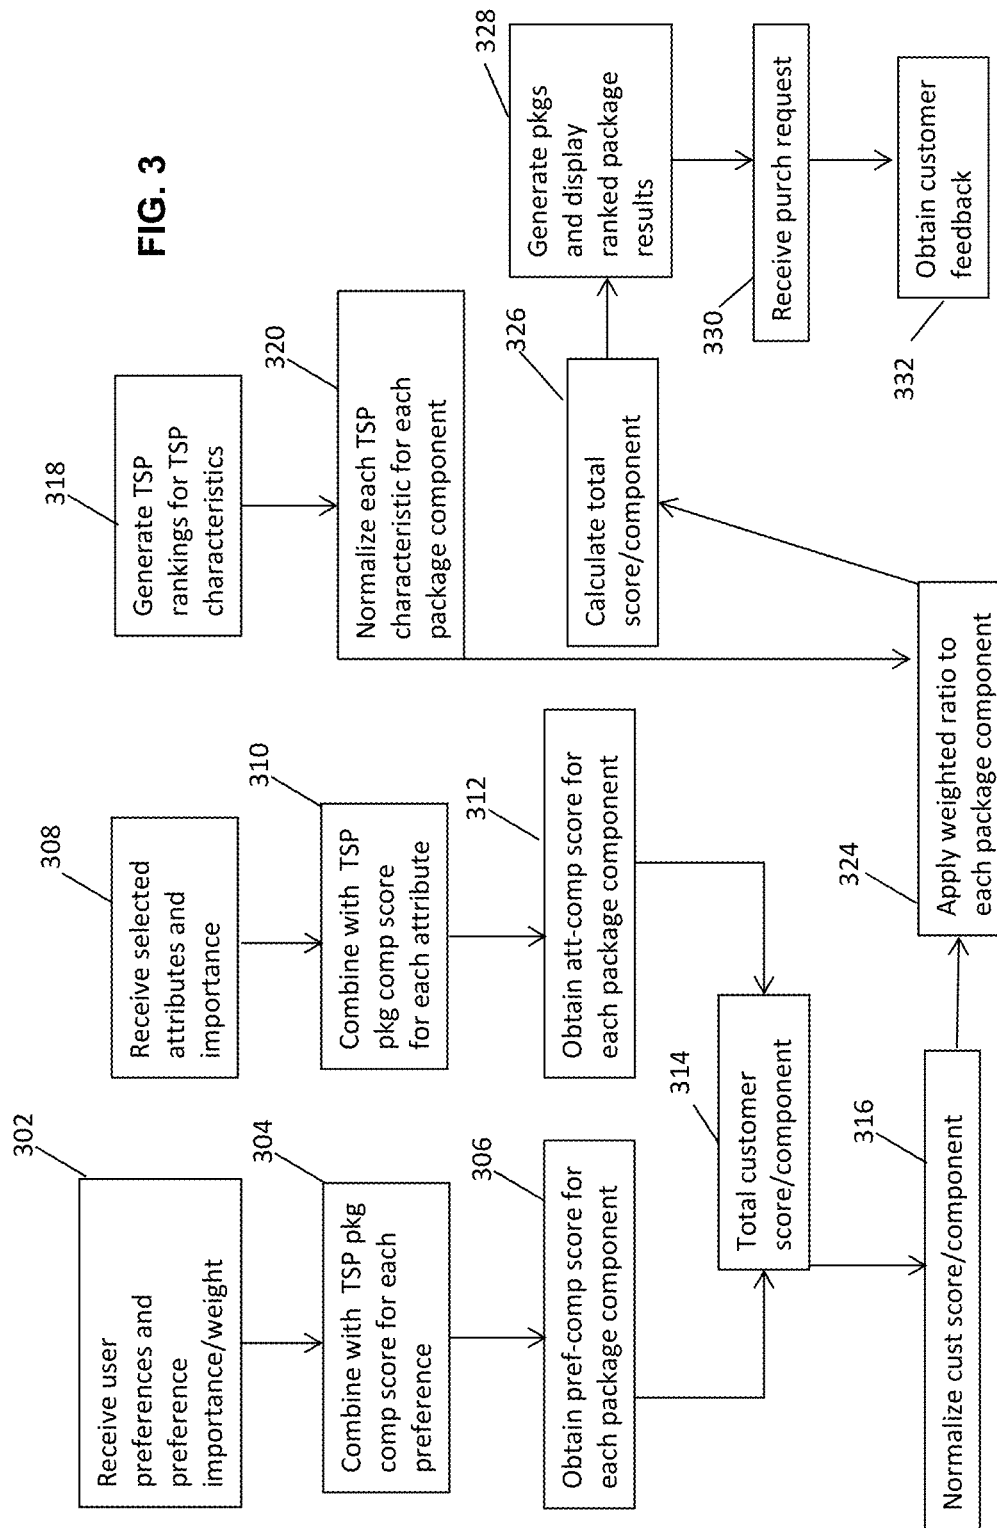 FIG. 3
302
Receive user
preferences and
preference
importance/weight
304
Combine with TSP pkg
comp score for each
preference
306
Obtain pref-comp score for
each package component
308
Receive selected
attributes and
importance
310
Combine with TSP
pkg comp score
for each attribute
312
Obtain att-comp score for
each package component
314
Total customer
score/component
316
Normalize cust score/component
318
Generate TSP
rankings for TSP
characteristics
320
Normalize each TSP
characteristic for each
package component
324
Apply weighted ratio to
each package component
326
Calculate total
score/component
328
Generate pkgs
and display
ranked package
results
330
Receive purch request
332
Obtain customer
feedback